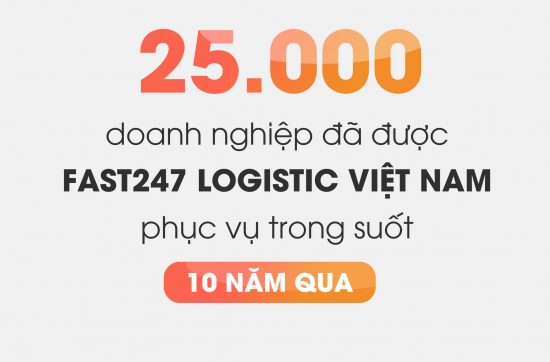 25.000
doanh nghiệp đã được
FAST247 LOGISTIC VIỆT NAM
phục vụ trong suốt
10 NĂM QUA